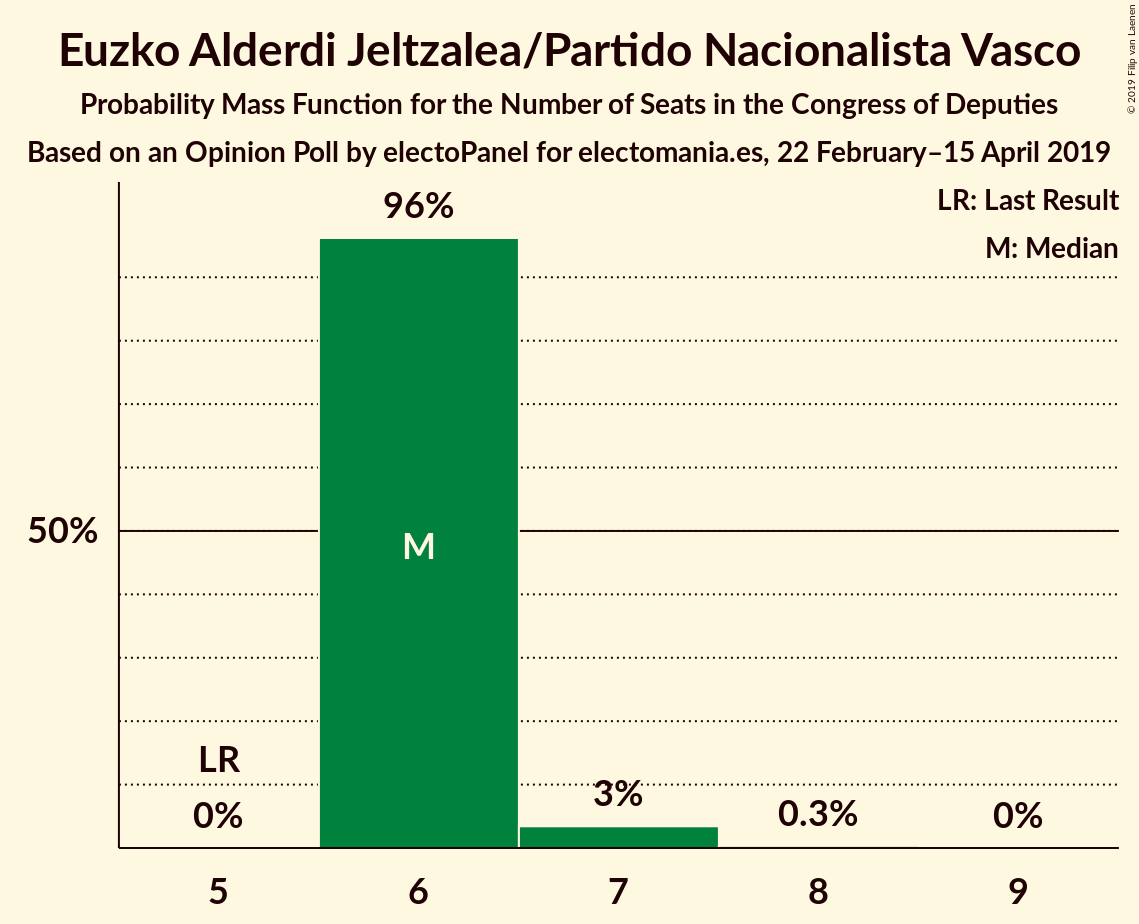 Euzko Alderdi Jeltzalea/Partido Nacionalista Vasco
Probability Mass Function for the Number of Seats in the Congress of Deputies
Based on an Opinion Poll by electoPanel for electomania.es, 22 February–15 April 2019
© 2019 Filip van Laenen
LR: Last Result
M: Median
96%
50%
M
LR
0%
3%
0.3%
0%
5 6 7 8 9